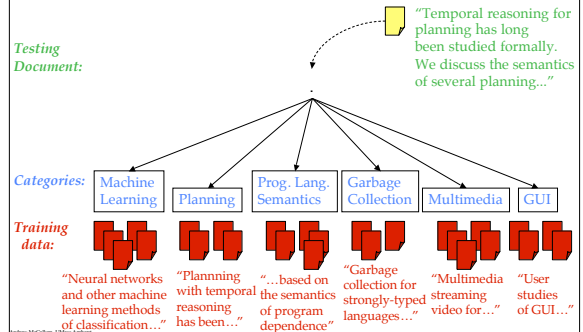 “Temporal reasoning for
planning has long
been studied formally.
We discuss the semantics
of several planning...”
Testing
Document:
Categories:
Machine
Learning
Planning
Prog. Lang.
Semantics
Garbage
Collection
Multimedia
GUI
Training
data:
“Neural networks
and other machine
learning methods
of classification…”
“Plannning
with temporal
reasoning
has been…”
“…based on
the semantics
of program
dependence”
“Garbage
collection for
strongly-typed
languages…”
“Multimedia
streaming
video for…”
“User
studies
of GUI…”